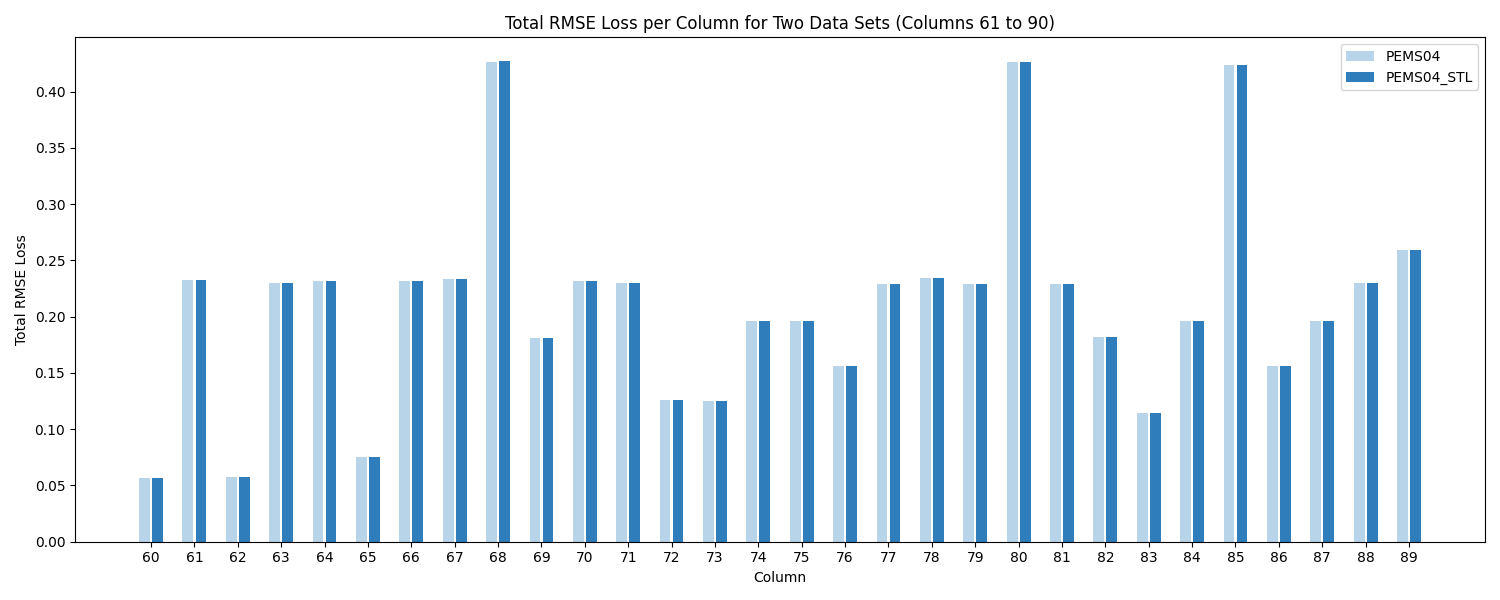 Total RMSE Loss per Column for Two Data Sets (Columns 61 to 90)
PEMS04
PEMS04_STL
Total RMSE Loss
0.40
0.35
0.30
0.25
0.20
0.15
0.10
0.05
0.00
60 61 62 63 64 65 66 67 68 69 70 71 72 73 74 75 76 77 78 79 80 81 82 83 84 85 86 87 88 89
Column